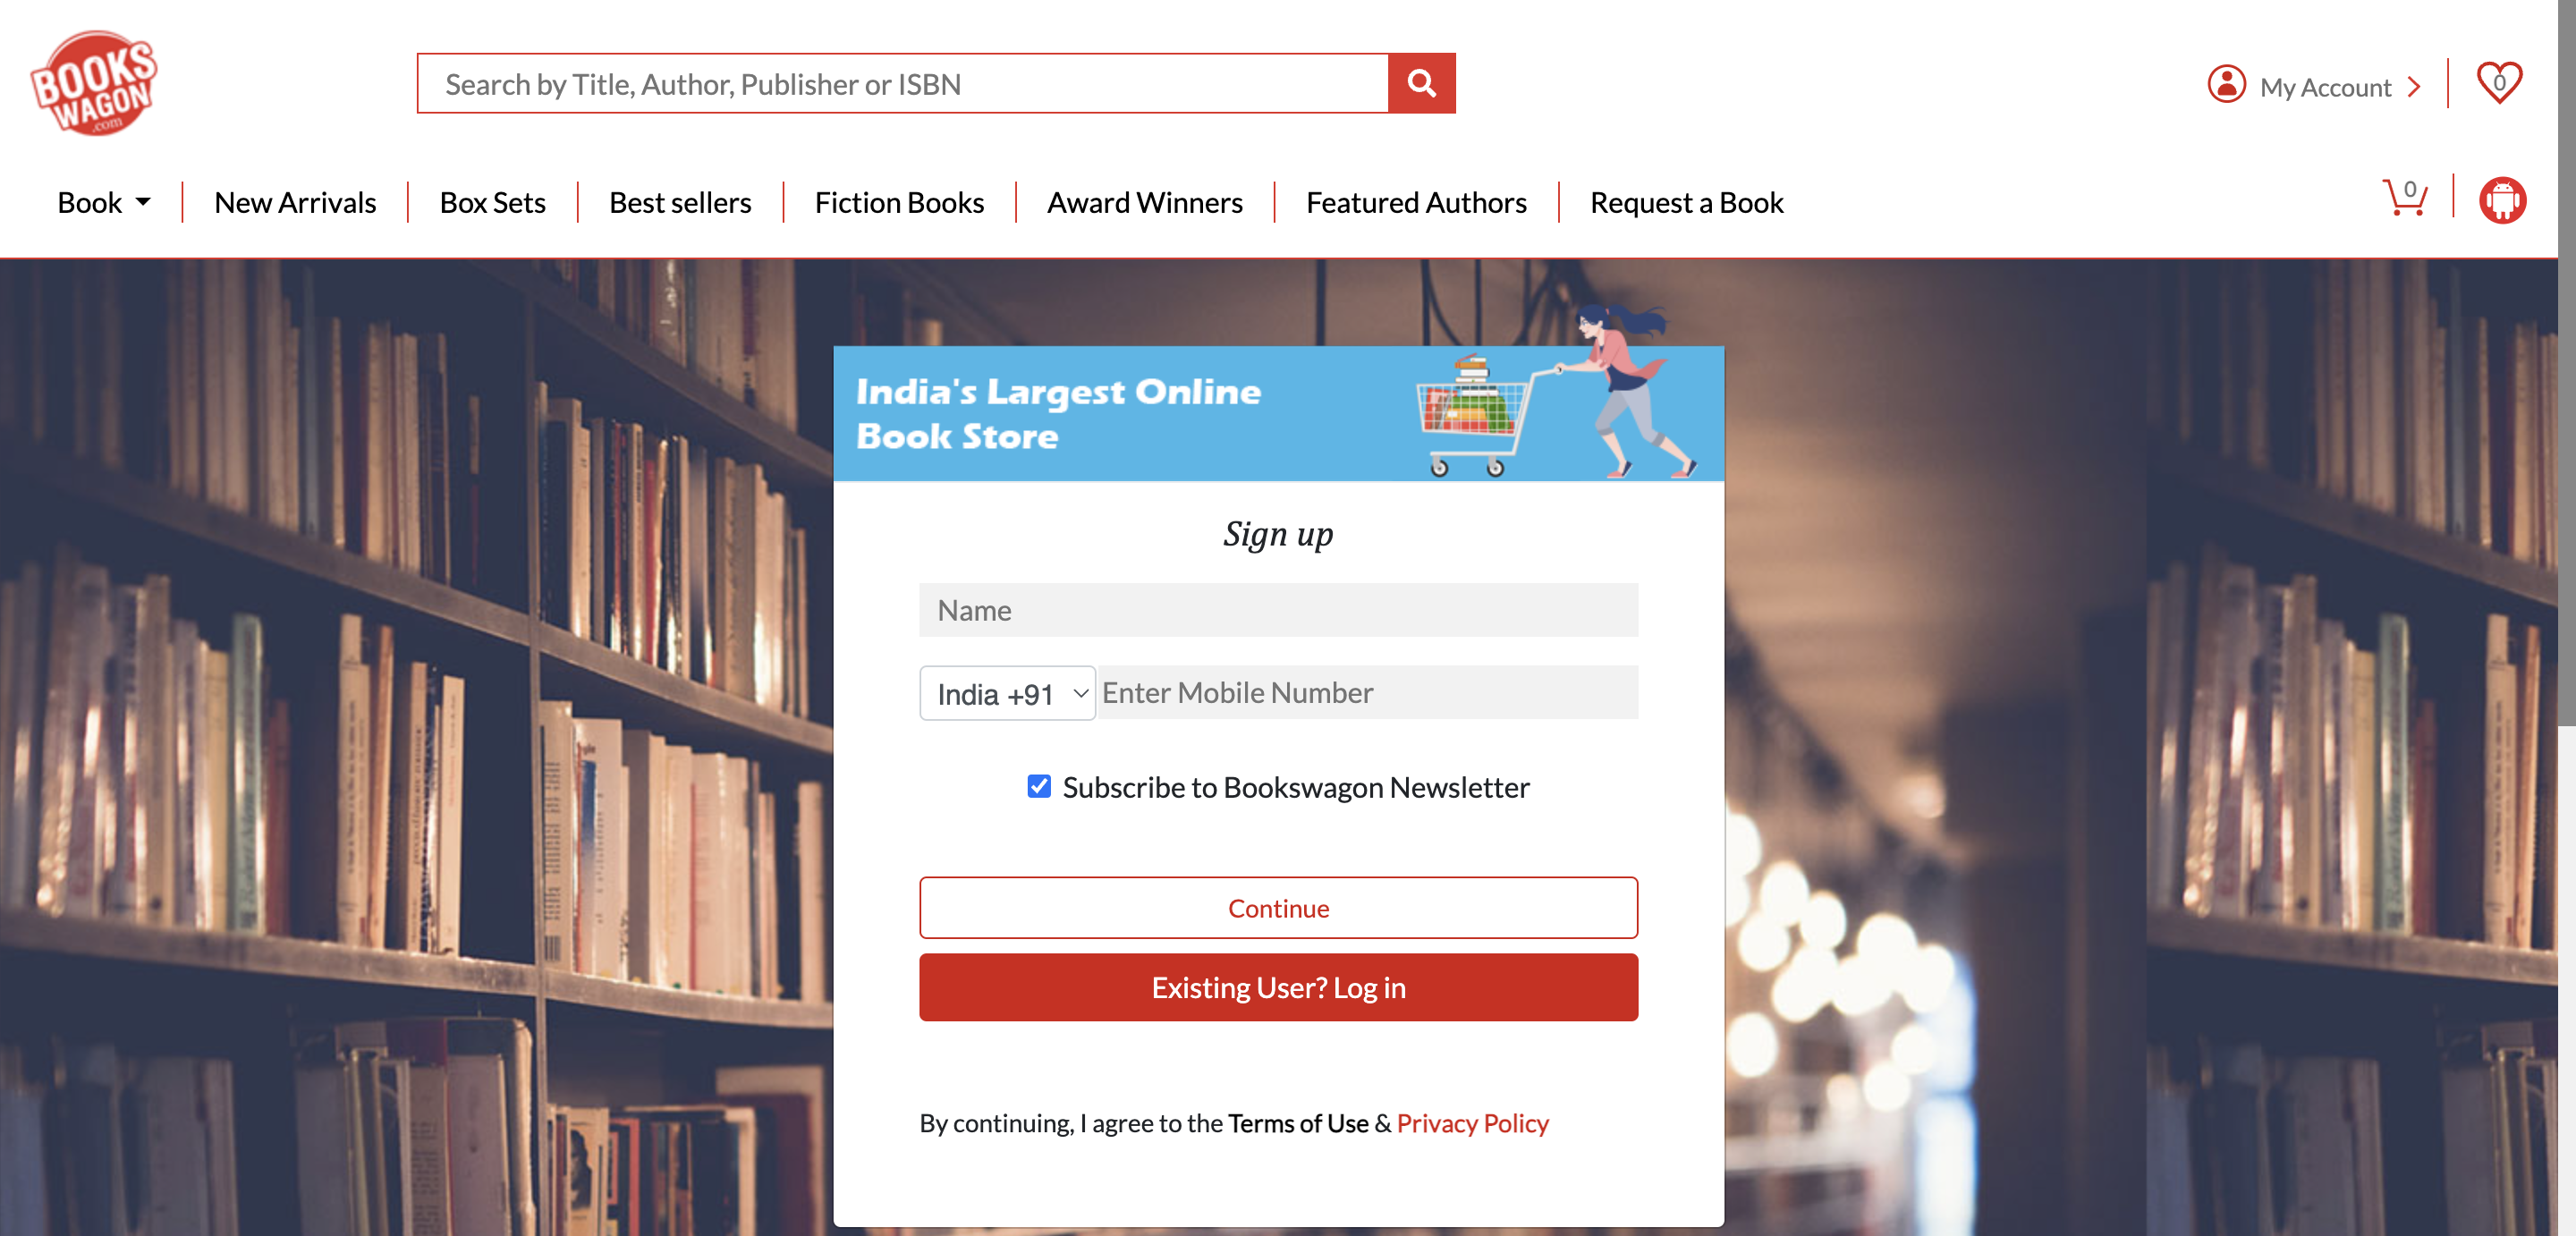 BOOKS
WAGON
.com
Search by Title, Author, Publisher or ISBN
My Account
0
Book
New Arrivals
Box Sets
Best sellers
Fiction Books
Award Winners
Featured Authors
Request a Book
0
India's Largest Online
Book Store
Sign up
Name
India +91
Enter Mobile Number
Subscribe to Bookswagon Newsletter
Continue
Existing User? Log in
By continuing, I agree to the Terms of Use & Privacy Policy